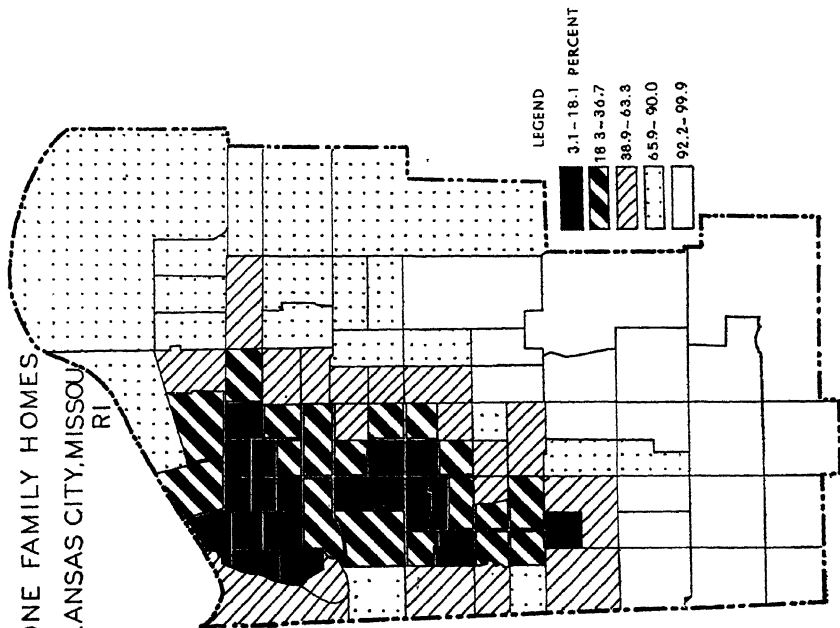 ONE FAMILY HOMES
KANSAS CITY, MISSOU
RI
LEGEND
3.1-18.1 PERCENT
18 3-36.7
38.9-63.3
65.9-90.0
92.2-99.9